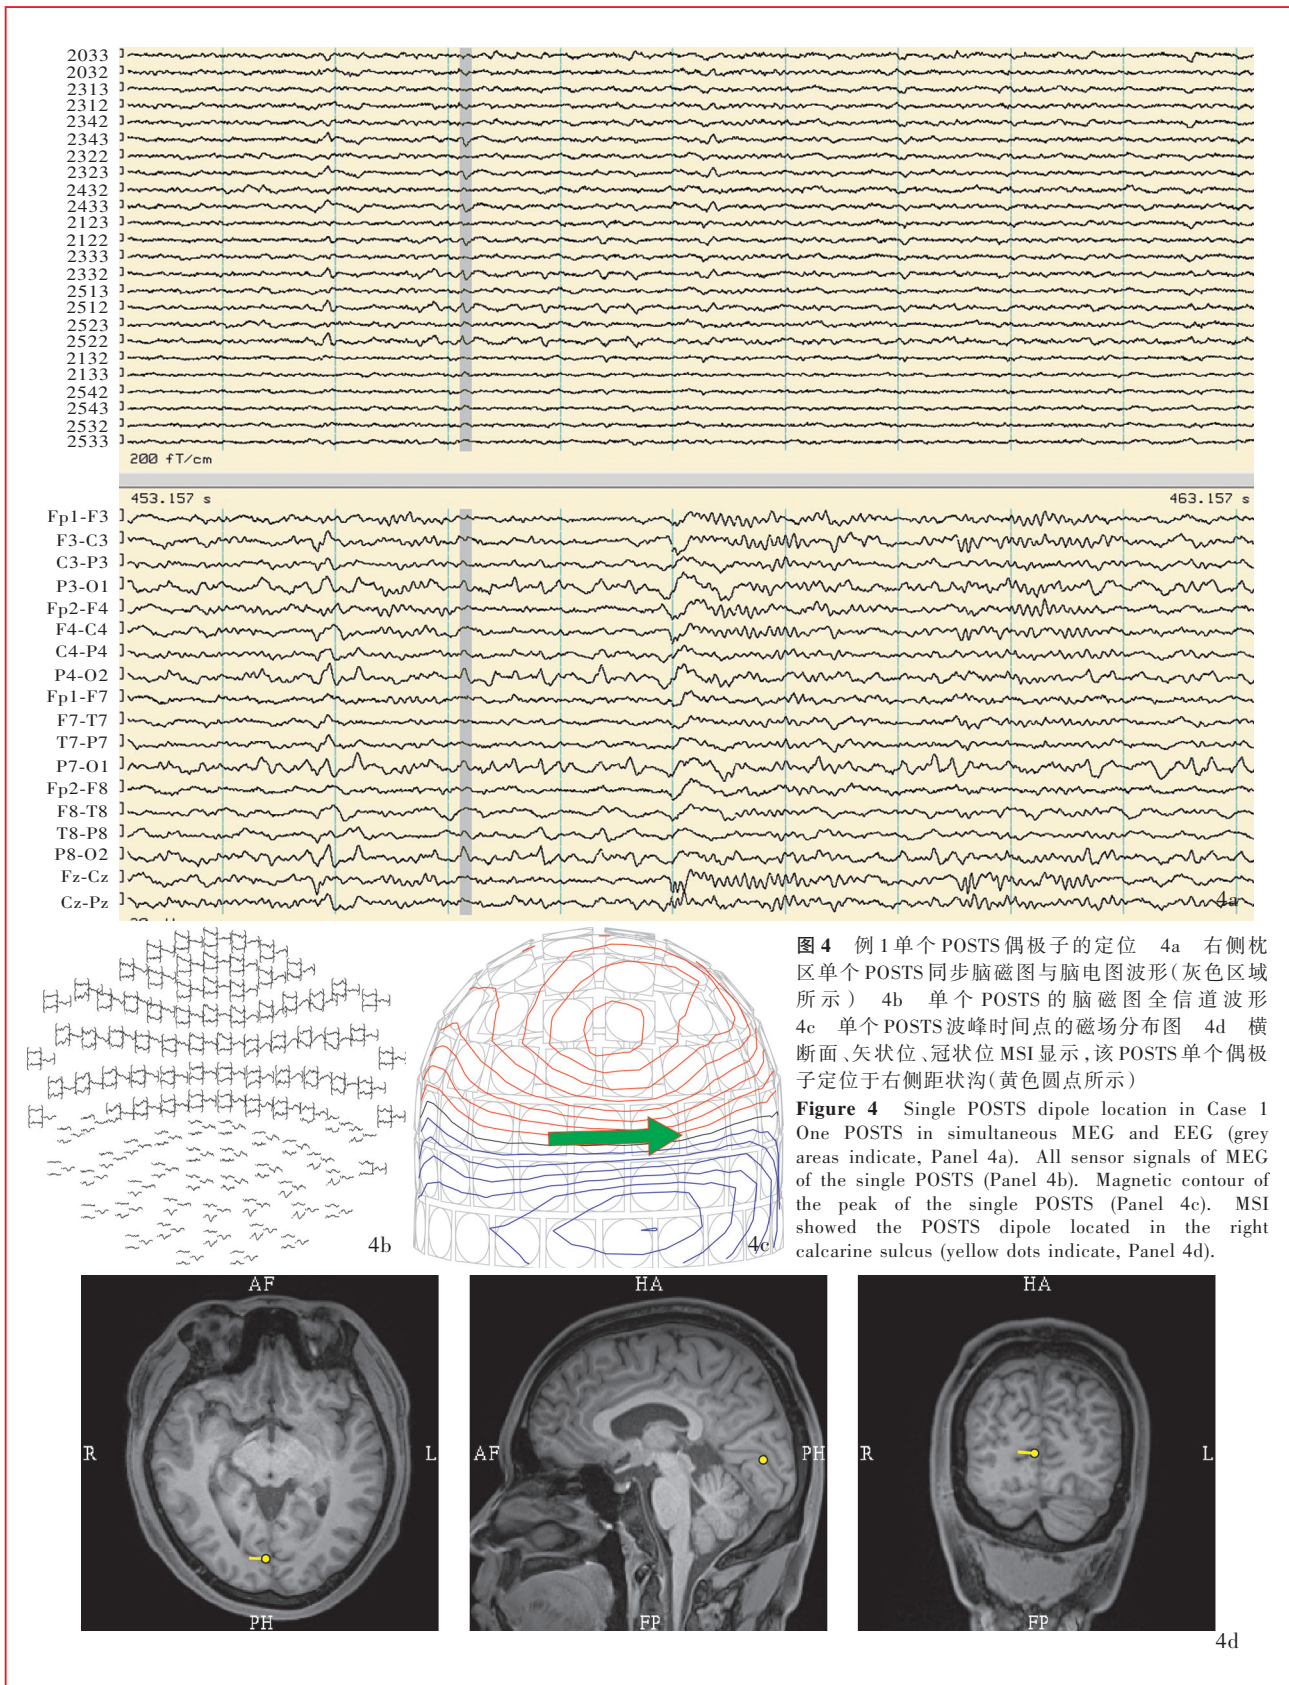 2033
2032
2313
2312
2342
2343
2322
2323
2432
2433
2123
2122
2333
2332
2513
2512
2523
2522
2132
2133
2542
2543
2532
2533
200 fT/cm
453.157 s 463.157 s
Fp1-F3
F3-C3
C3-P3
P3-O1
Fp2-F4
F4-C4
C4-P4
P4-O2
Fp1-F7
F7-T7
T7-P7
P7-O1
Fp2-F8
F8-T8
T8-P8
P8-O2
Fz-Cz
Cz-Pz
4a
4b
4c
图 4 例 1 单个 POSTS 偶极子的定位 4a 右侧枕
区单个 POSTS 同步脑磁图与脑电图波形(灰色区域
所示) 4b 单个 POSTS 的脑磁图全信道波形
4c 单个 POSTS 波峰时间点的磁场分布图 4d 横
断面、矢状位、冠状位 MSI 显示,该 POSTS 单个偶极
子定位于右侧距状沟(黄色圆点所示)
Figure 4 Single POSTS dipole location in Case 1
One POSTS in simultaneous MEG and EEG (grey
areas indicate, Panel 4a). All sensor signals of MEG
of the single POSTS (Panel 4b). Magnetic contour of
the peak of the single POSTS (Panel 4c). MSI
showed the POSTS dipole located in the right
calcarine sulcus (yellow dots indicate, Panel 4d).
AF
R
L
PH
HA
AF
PH
FP
HA
R
L
FP
4d